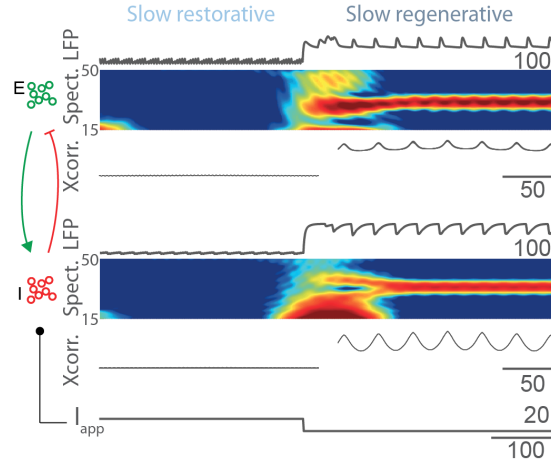 Slow restorative
Slow regenerative
LFP
100
50
E
Spect.
15
Xcorr.
50
LFP
100
50
I
Spect.
15
Xcorr.
50
Iapp
20
100